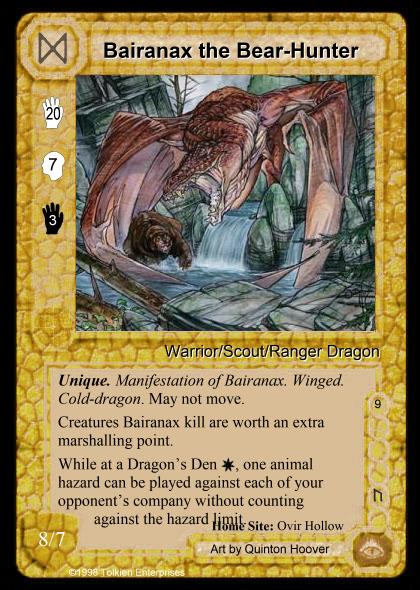 Bairanax the Bear-Hunter
20
7
3
Warrior/Scout/Ranger Dragon
Unique. Manifestation of Bairanax. Winged.
Cold-dragon. May not move.
Creatures Bairanax kill are worth an extra
marshalling point.
While at a Dragon's Den, one animal
hazard can be played against each of your
opponent's company without counting
against the hazard limit.
9
Home Site: Ovir Hollow
8/7
Art by Quinton Hoover
©1998 Tolkien Enterprises